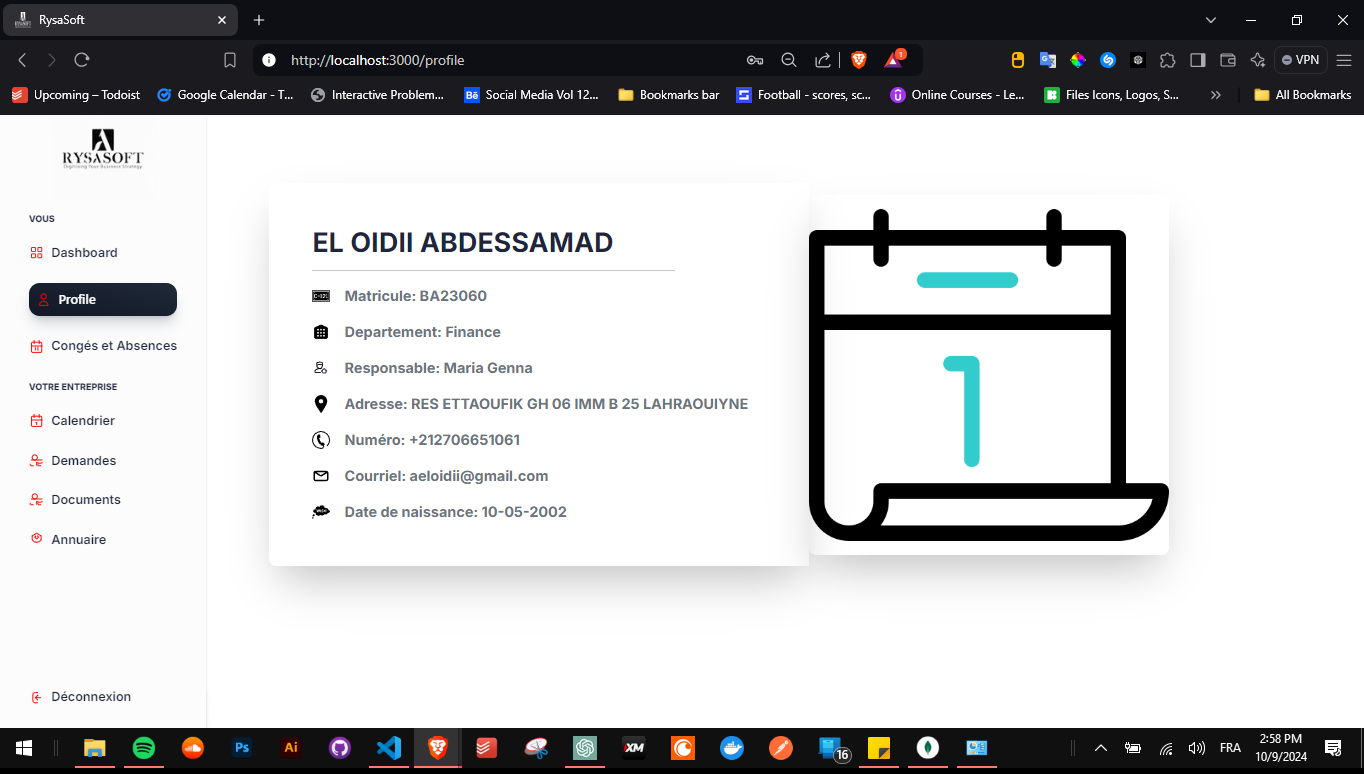 RysaSoft
http://localhost:3000/profile
1
VPN
Upcoming – Todoist
Google Calendar - T...
Interactive Problem...
Social Media Vol 12...
Bookmarks bar
Football - scores, sc...
Online Courses - Le...
Files Icons, Logos, S...
All Bookmarks
RYSASOFT
Digitizing Your Business Strategy
VOUS
Dashboard
Profile
Congés et Absences
VOTRE ENTREPRISE
Calendrier
Demandes
Documents
Annuaire
Déconnexion
EL OIDII ABDESSAMAD
Matricule: BA23060
Departement: Finance
Responsable: Maria Genna
Adresse: RES ETTAOUFIK GH 06 IMM B 25 LAHRAOUIYNE
Numéro: +212706651061
Courriel: aeloidii@gmail.com
Date de naissance: 10-05-2002
1
Ps
Ai
XM
16
FRA
2:58 PM
10/9/2024